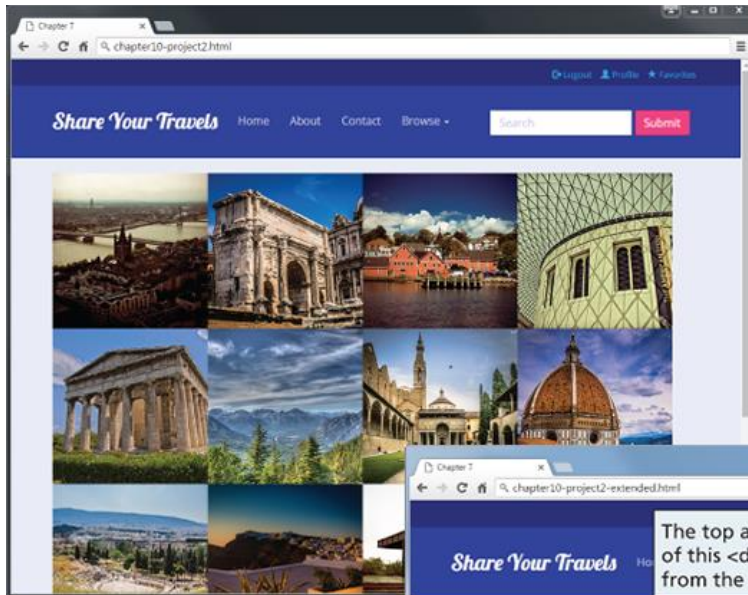 Chapter 7
chapter10-project2.html
Logout Profile Favorites
Share Your Travels Home About Contact Browse Search Submit
Chapter 7
chapter10-project2-extended.html
The top a
of this <d
from the
Share Your Travels Ho